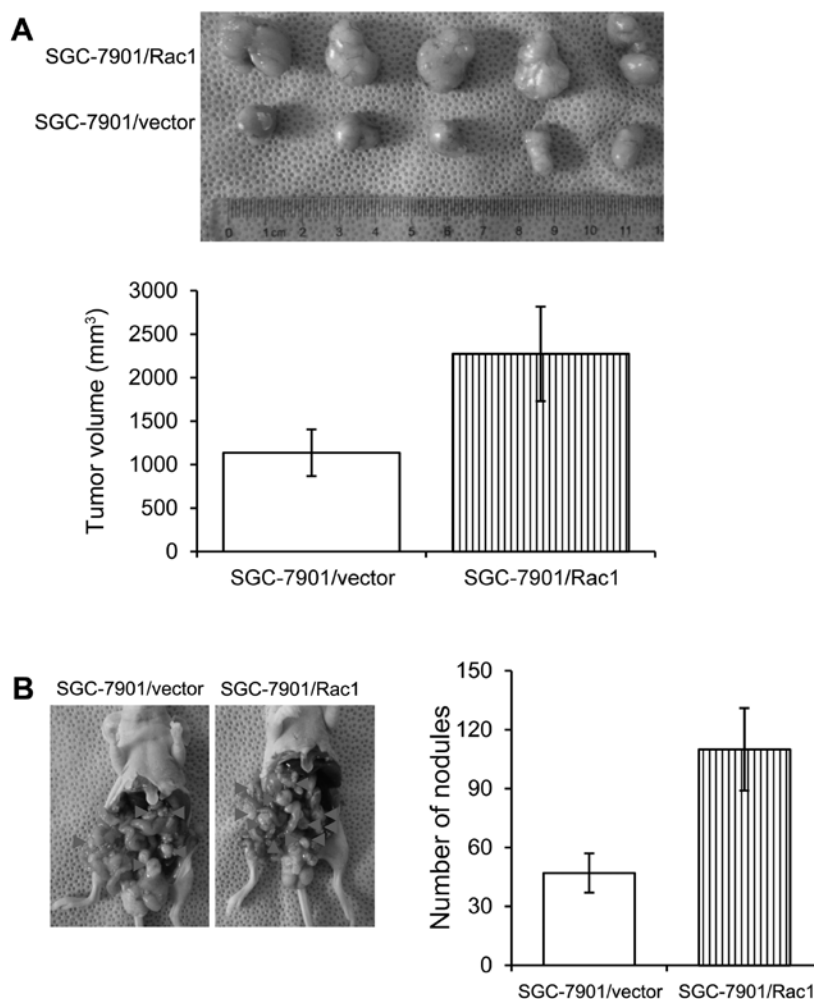 A
SGC-7901/Rac1
SGC-7901/vector
0 1 cm 2 3 4 5 6 7 8 9 10 11 12
3000
2500
2000
1500
1000
500
0
Tumor volume (mm³)
SGC-7901/vector SGC-7901/Rac1
B
SGC-7901/vector SGC-7901/Rac1
150
120
90
60
30
0
Number of nodules
SGC-7901/vector SGC-7901/Rac1